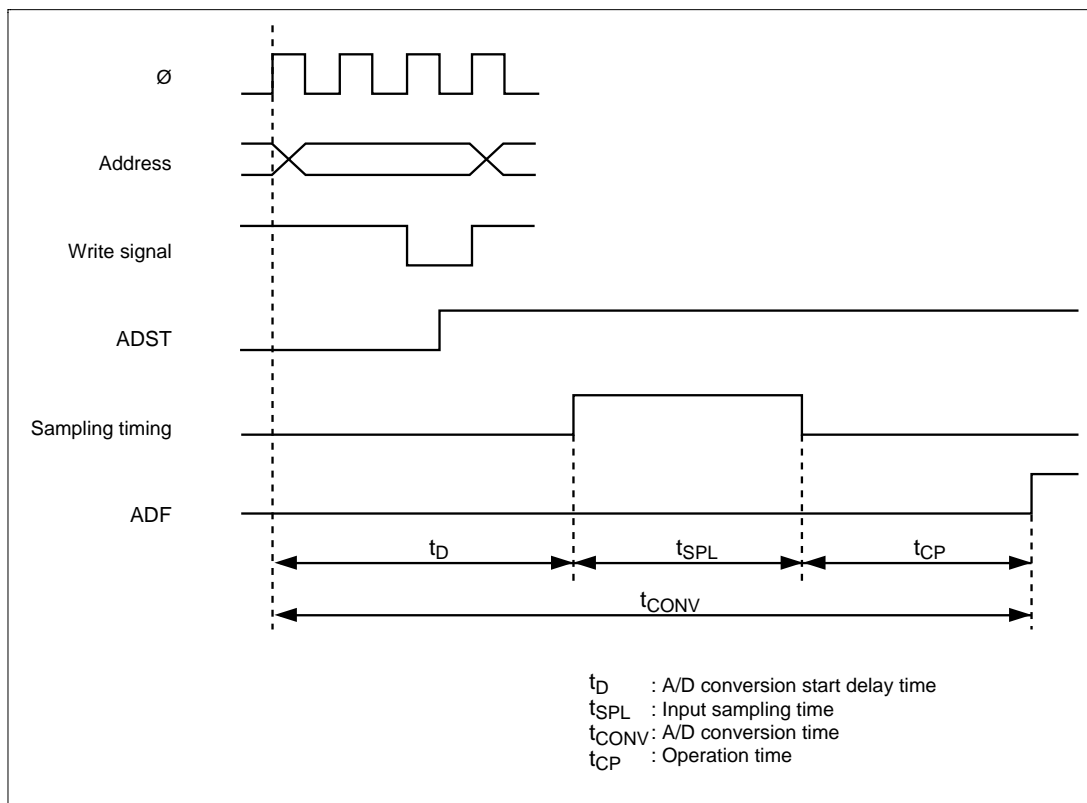 Ø
Address
Write signal
ADST
Sampling timing
ADF
tD tSPL tCP
tCONV
tD : A/D conversion start delay time
tSPL : Input sampling time
tCONV : A/D conversion time
tCP : Operation time